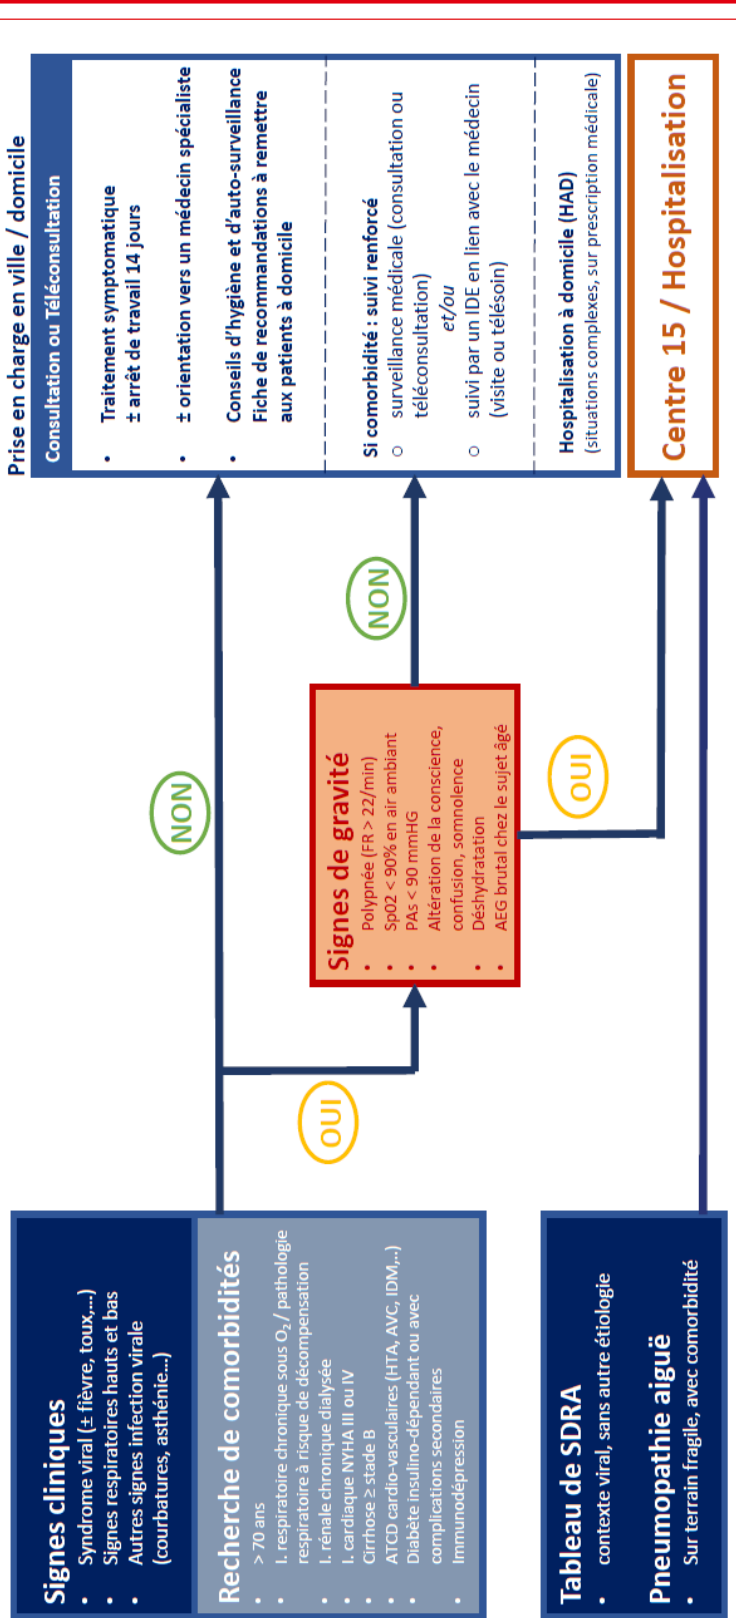 Signes cliniques
• Syndrome viral (± fièvre, toux,...)
• Signes respiratoires hauts et bas
• Autres signes infection virale
(courbatures, asthénie...)
Recherche de comorbidités
• > 70 ans
• I. respiratoire chronique sous O₂ / pathologie
respiratoire à risque de décompensation
• I. rénale chronique dialysée
• I. cardiaque NYHA III ou IV
• Cirrhose ≥ stade B
• ATCD cardio-vasculaires (HTA, AVC, IDM,..)
• Diabète insulino-dépendant ou avec
complications secondaires
• Immunodépression
Tableau de SDRA
• contexte viral, sans autre étiologie
Pneumopathie aiguë
• Sur terrain fragile, avec comorbidité
NON
OUI
Signes de gravité
• Polypnée (FR > 22/min)
• Sp02 < 90% en air ambiant
• PAs < 90 mmHG
• Altération de la conscience,
confusion, somnolence
• Déshydratation
• AEG brutal chez le sujet âgé
NON
OUI
Prise en charge en ville / domicile
Consultation ou Téléconsultation
• Traitement symptomatique
± arrêt de travail 14 jours
• ± orientation vers un médecin spécialiste
• Conseils d'hygiène et d'auto-surveillance
Fiche de recommandations à remettre
aux patients à domicile
Si comorbidité : suivi renforcé
○ surveillance médicale (consultation ou
téléconsultation)
et/ou
○ suivi par un IDE en lien avec le médecin
(visite ou télésoin)
Hospitalisation à domicile (HAD)
(situations complexes, sur prescription médicale)
Centre 15 / Hospitalisation